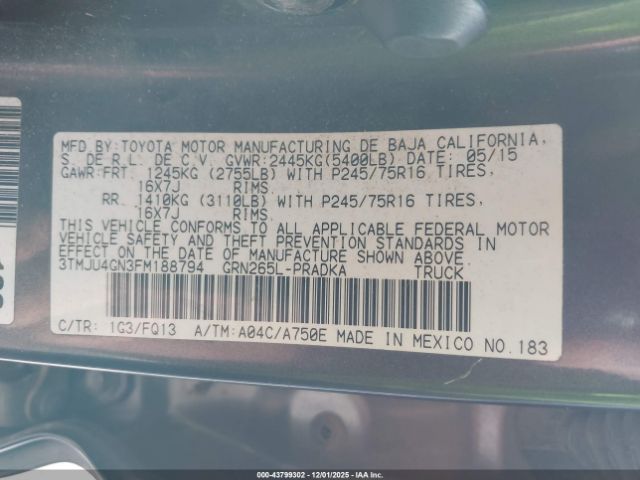 MFD.BY:TOYOTA MOTOR MANUFACTURING DE BAJA CALIFORNIA,
S. DE R.L. DE C.V. GVWR:2445KG(5400LB) DATE: 05/15
GAWR:FRT. 1245KG (2755LB) WITH P245/75R16 TIRES,
16X7J RIMS,
RR. 1410KG (3110LB) WITH P245/75R16 TIRES,
16X7J RIMS.
THIS VEHICLE CONFORMS TO ALL APPLICABLE FEDERAL MOTOR
VEHICLE SAFETY AND THEFT PREVENTION STANDARDS IN
EFFECT ON THE DATE OF MANUFACTURE SHOWN ABOVE.
3TMJU4GN3FM188794 GRN265L-PRADKA TRUCK
C/TR: 1G3/FQ13 A/TM:A04C/A750E MADE IN MEXICO NO.183
000-43799302 - 12/01/2025 - iaai.com